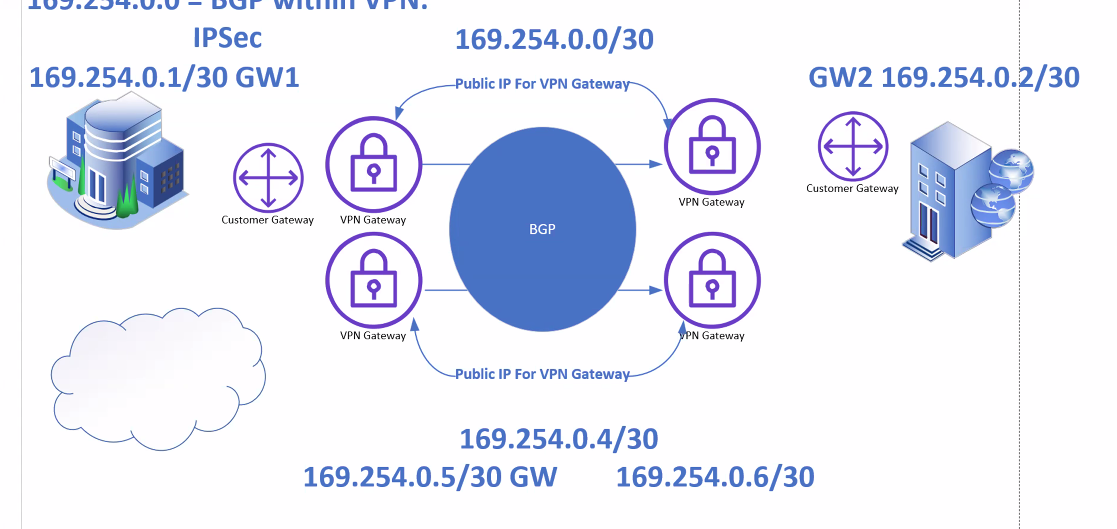 169.254.0.0 = BGP within VPN.
IPSec
169.254.0.0/30
169.254.0.1/30 GW1
Public IP For VPN Gateway
GW2 169.254.0.2/30
Customer Gateway
VPN Gateway
BGP
VPN Gateway
Customer Gateway
VPN Gateway
VPN Gateway
Public IP For VPN Gateway
169.254.0.4/30
169.254.0.5/30 GW
169.254.0.6/30